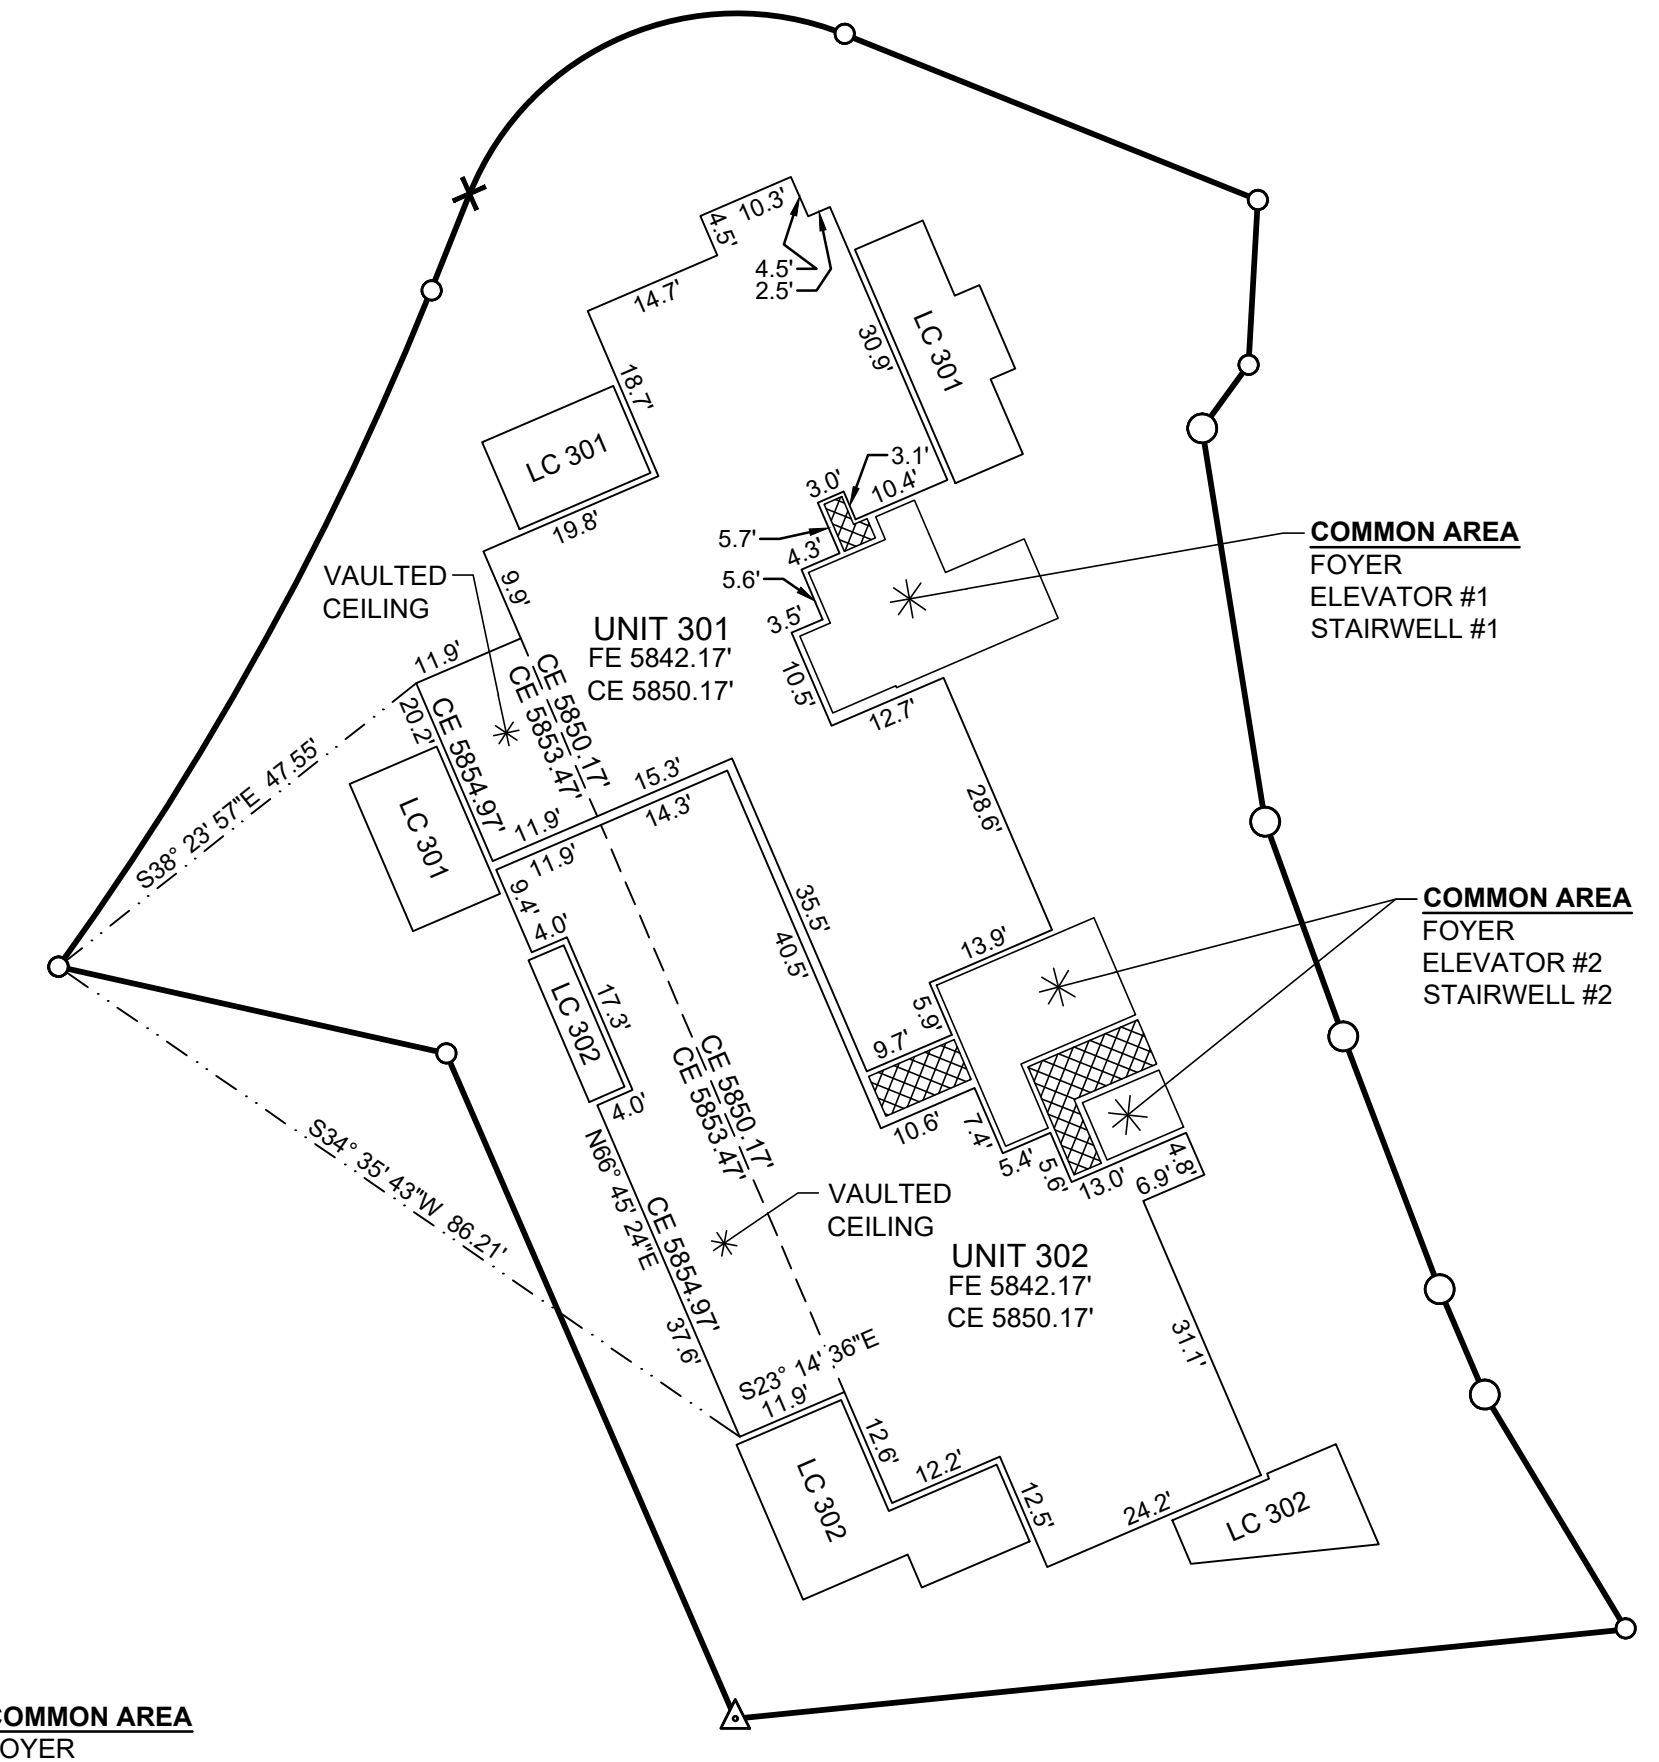 10.3'
4.5'
4.5'
2.5'
14.7'
18.7'
30.9'
LC 301
LC 301
19.8'
3.1'
3.0'
10.4'
5.7'
4.3'
5.6'
3.5'
10.5'
12.7'
COMMON AREA
FOYER
ELEVATOR #1
STAIRWELL #1
VAULTED
CEILING
9.9'
UNIT 301
FE 5842.17'
CE 5850.17'
11.9'
20.2'
CE 5854.97'
CE 5850.17'
CE 5853.47'
S38° 23' 57"E 47.55'
LC 301
15.3'
14.3'
11.9'
11.9'
28.6'
9.4'
4.0'
35.5'
40.5'
17.3'
LC 302
4.0'
13.9'
5.9'
9.7'
COMMON AREA
FOYER
ELEVATOR #2
STAIRWELL #2
10.6'
7.4'
5.4'
5.6'
13.0'
6.9'
4.8'
CE 5850.17'
CE 5853.47'
S34° 35' 43"W 86.21'
N66° 45' 24"E
CE 5854.97'
37.6'
VAULTED
CEILING
UNIT 302
FE 5842.17'
CE 5850.17'
31.1'
S23° 14' 36"E
11.9'
12.6'
12.2'
12.5'
24.2'
LC 302
LC 302
COMMON AREA
OYER